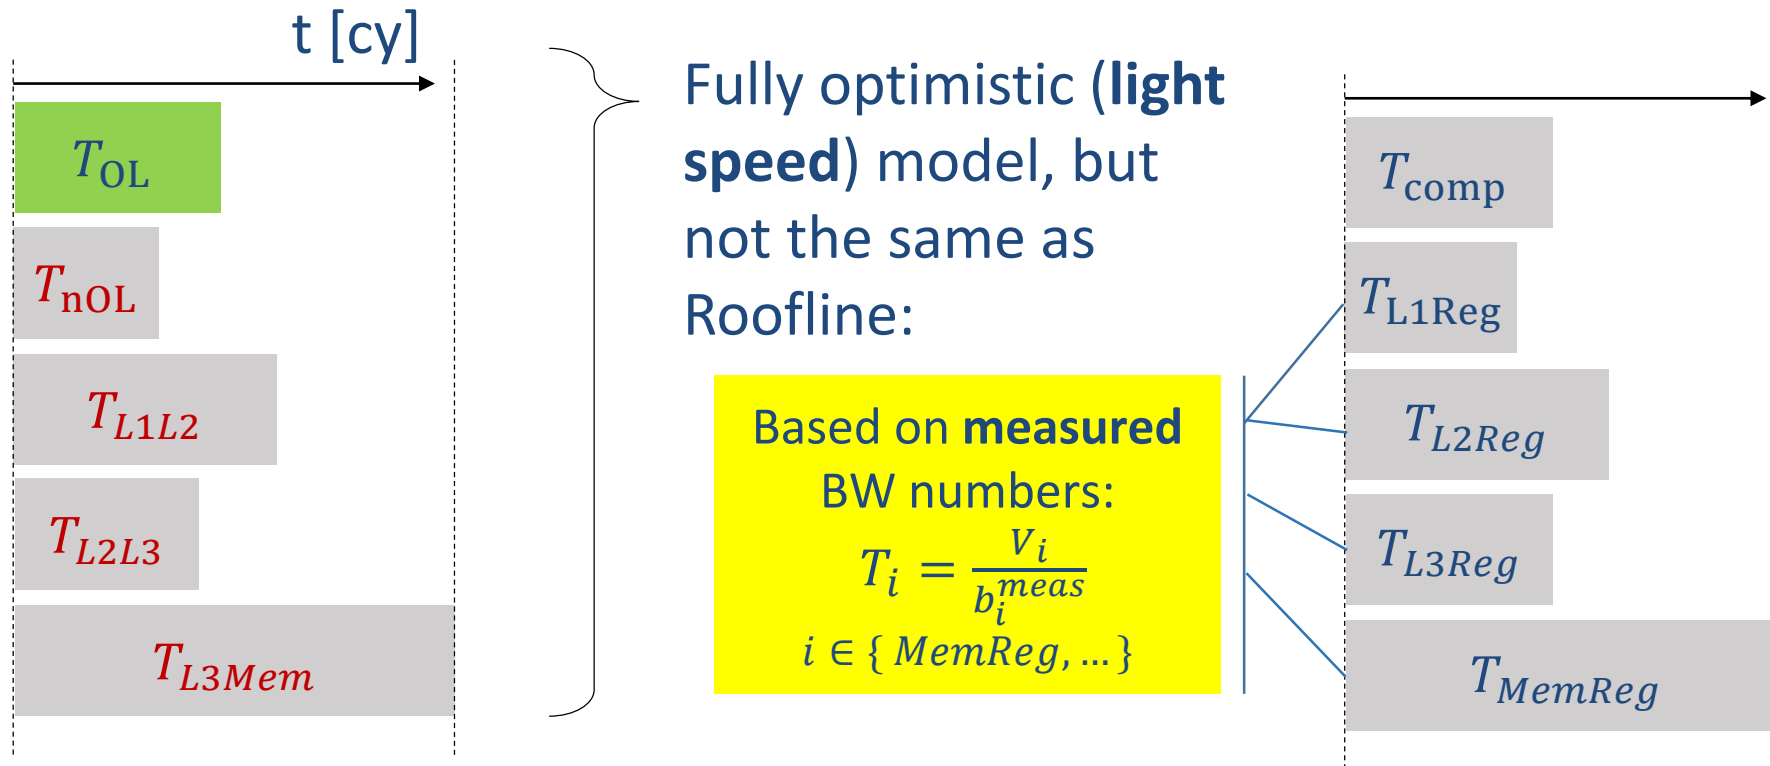 t [cy]
T_OL
T_nOL
T_L1L2
T_L2L3
T_L3Mem
Fully optimistic (light
speed) model, but
not the same as
Roofline:
Based on measured
BW numbers:
T_i = V_i / b_i^meas
i ∈ { MemReg, … }
T_comp
T_L1Reg
T_L2Reg
T_L3Reg
T_MemReg